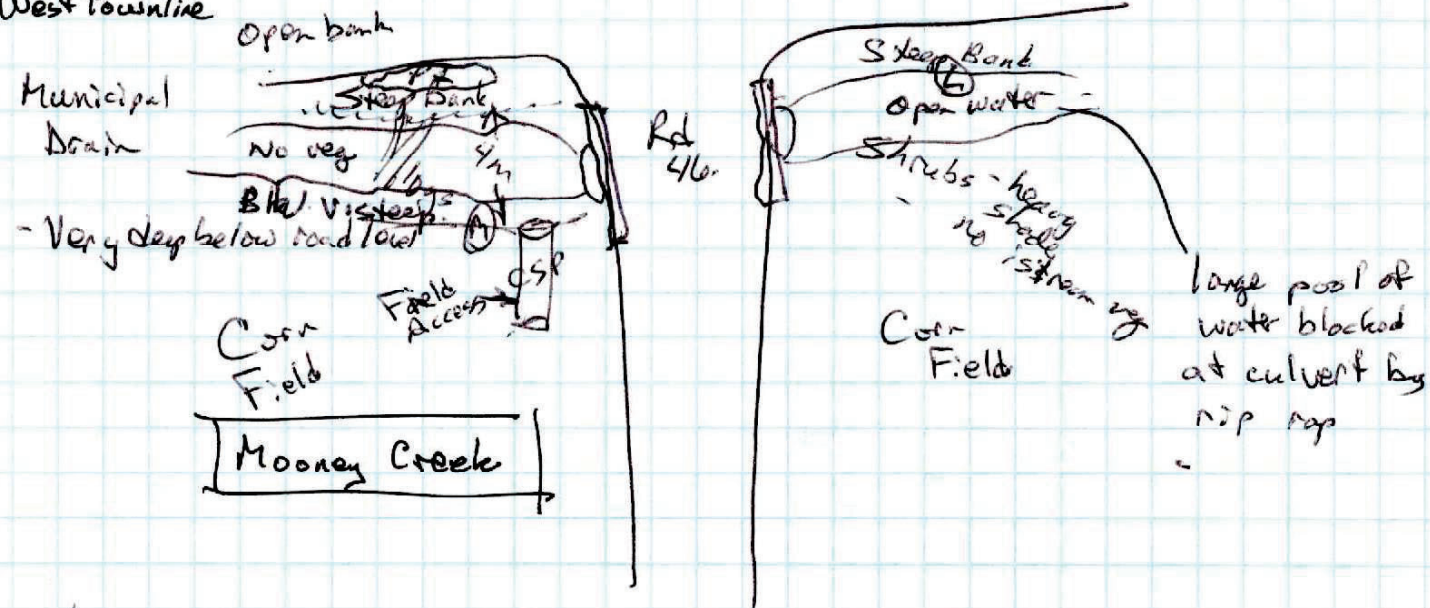 West Townline
Open bank
Municipal
Drain
Steep Bank
No veg
4m
logs
V. steep
- Very deep below road level
CSP
Field
Access
Corn
Field
Mooney Creek
Rd
46.
Steep Bank
Open water
Shrubs - heavy
shade
no instream veg
Corn
Field
large pool of
water blocked
at culvert by
rip rap